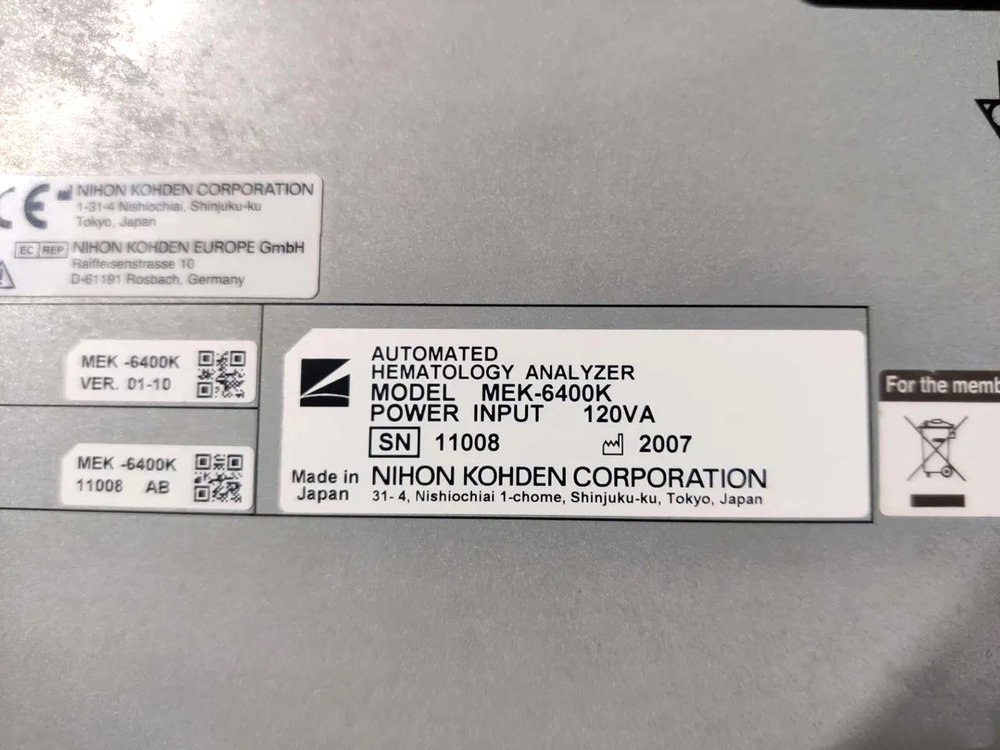 CE NIHON KOHDEN CORPORATION
1-31-4 Nishiochiai, Shinjuku-ku
Tokyo, Japan
EC REP NIHON KOHDEN EUROPE GmbH
Raiffeisenstrasse 10
D-61191 Rosbach, Germany
MEK -6400K
VER. 01-10
MEK -6400K
11008 AB
AUTOMATED
HEMATOLOGY ANALYZER
MODEL MEK-6400K
POWER INPUT 120VA
SN 11008 2007
Made in Japan NIHON KOHDEN CORPORATION
31- 4, Nishiochiai 1-chome, Shinjuku-ku, Tokyo, Japan
For the memb